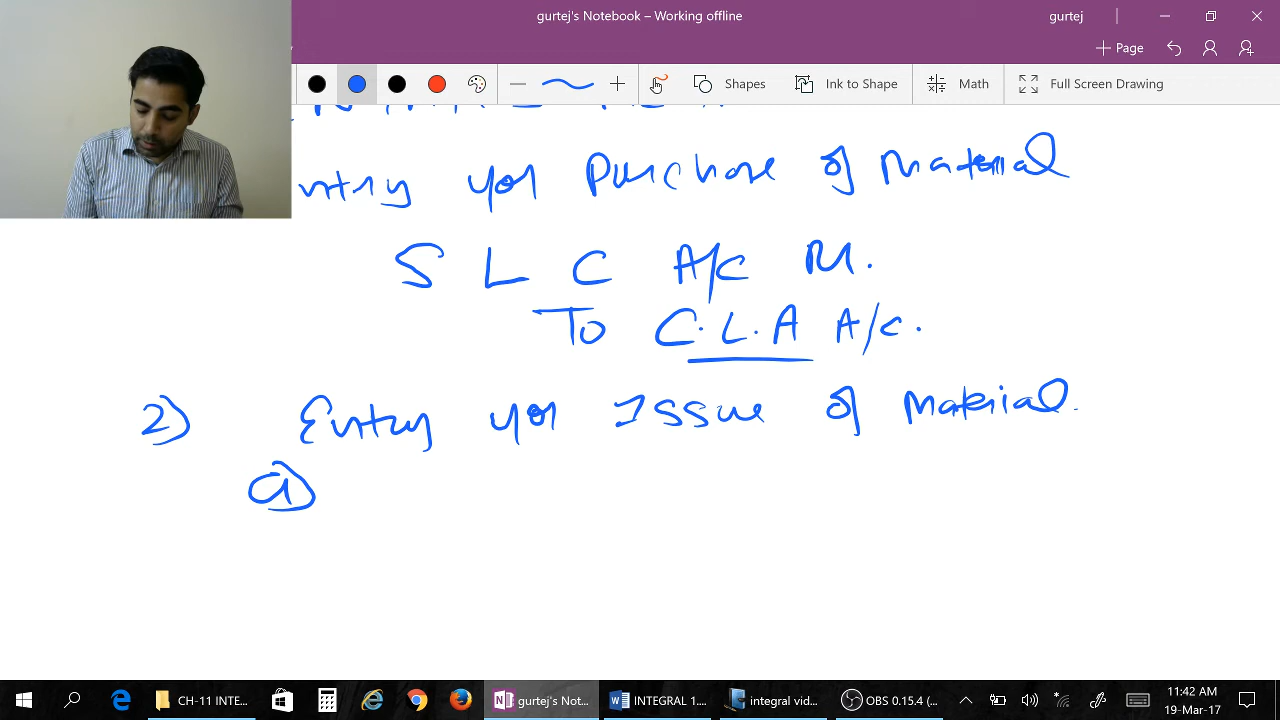 gurtej's Notebook – Working offline
gurtej
Page
Shapes
Ink to Shape
Math
Full Screen Drawing
ntry for Purchase of Material
S L C A/c
To C.L.A A/c.
2) Entry for Issue of Material.
a)
CH-11 INTE...
gurtej's Not...
INTEGRAL 1....
integral vid...
OBS 0.15.4 (...
11:42 AM
19-Mar-17